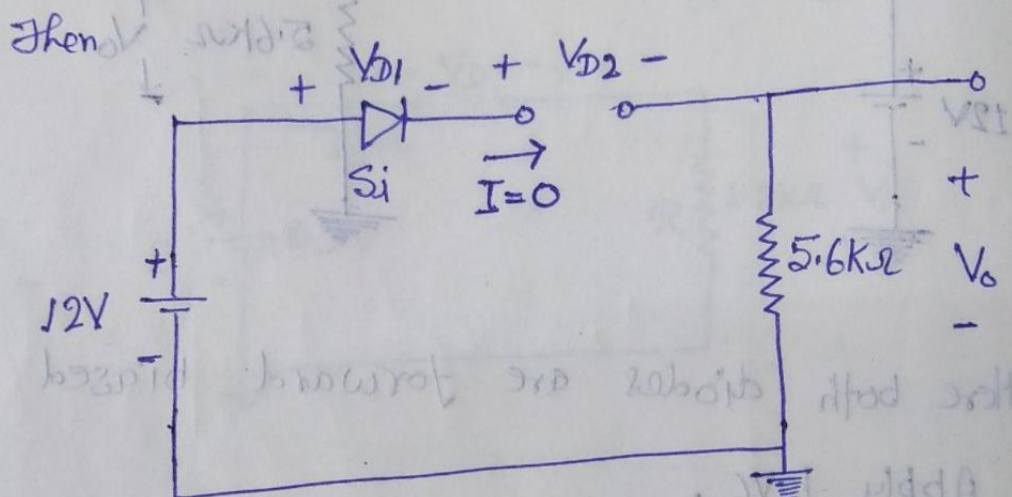 Then
+ VD1 - + VD2 -
Si
I=0
+
12V
-
5.6KΩ
+
Vo
-